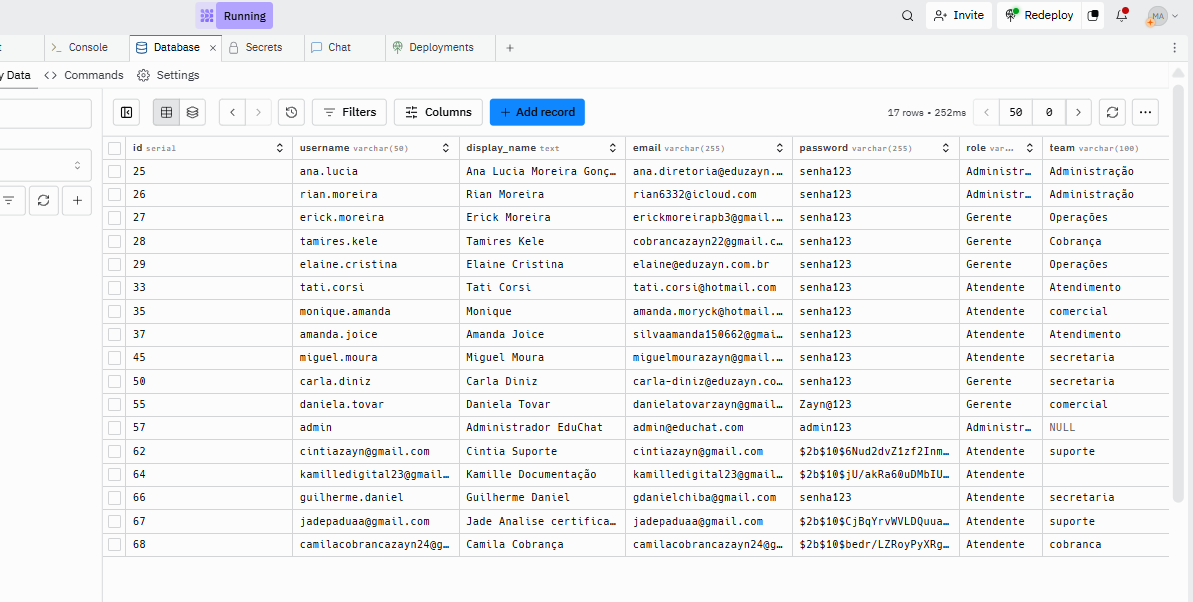 Running
Invite
Redeploy
MA
Console
Database
Secrets
Chat
Deployments
y Data
Commands
Settings
Filters
Columns
+ Add record
17 rows • 252ms
50
0
id serial
username varchar(50)
display_name text
email varchar(255)
password varchar(255)
role var...
team varchar(100)
25 ana.lucia Ana Lucia Moreira Gonç… ana.diretoria@eduzayn.… senha123 Administr… Administração
26 rian.moreira Rian Moreira rian6332@icloud.com senha123 Administr… Administração
27 erick.moreira Erick Moreira erickmoreirapb3@gmail.… senha123 Gerente Operações
28 tamires.kele Tamires Kele cobrancazayn22@gmail.c… senha123 Gerente Cobrança
29 elaine.cristina Elaine Cristina elaine@eduzayn.com.br senha123 Gerente Operações
33 tati.corsi Tati Corsi tati.corsi@hotmail.com senha123 Atendente Atendimento
35 monique.amanda Monique amanda.moryck@hotmail.… senha123 Atendente comercial
37 amanda.joice Amanda Joice silvaamanda150662@gmai… senha123 Atendente Atendimento
45 miguel.moura Miguel Moura miguelmourazayn@gmail.… senha123 Atendente secretaria
50 carla.diniz Carla Diniz carla-diniz@eduzayn.co… senha123 Gerente secretaria
55 daniela.tovar Daniela Tovar danielatovarzayn@gmail… Zayn@123 Gerente comercial
57 admin Administrador EduChat admin@educhat.com admin123 Administr… NULL
62 cintiazayn@gmail.com Cintia Suporte cintiazayn@gmail.com $2b$10$6Nud2dvZ1zf2Inm… Atendente suporte
64 kamilledigital23@gmail… Kamille Documentação kamilledigital23@gmail… $2b$10$jU/akRa60uDMbIU… Atendente
66 guilherme.daniel Guilherme Daniel gdanielchiba@gmail.com senha123 Atendente secretaria
67 jadepaduaa@gmail.com Jade Analise certifica… jadepaduaa@gmail.com $2b$10$CjBqYrvWVLDQuua… Atendente suporte
68 camilacobrancazayn24@g… Camila Cobrança camilacobrancazayn24@g… $2b$10$bedr/LZRoyPyXRg… Atendente cobranca